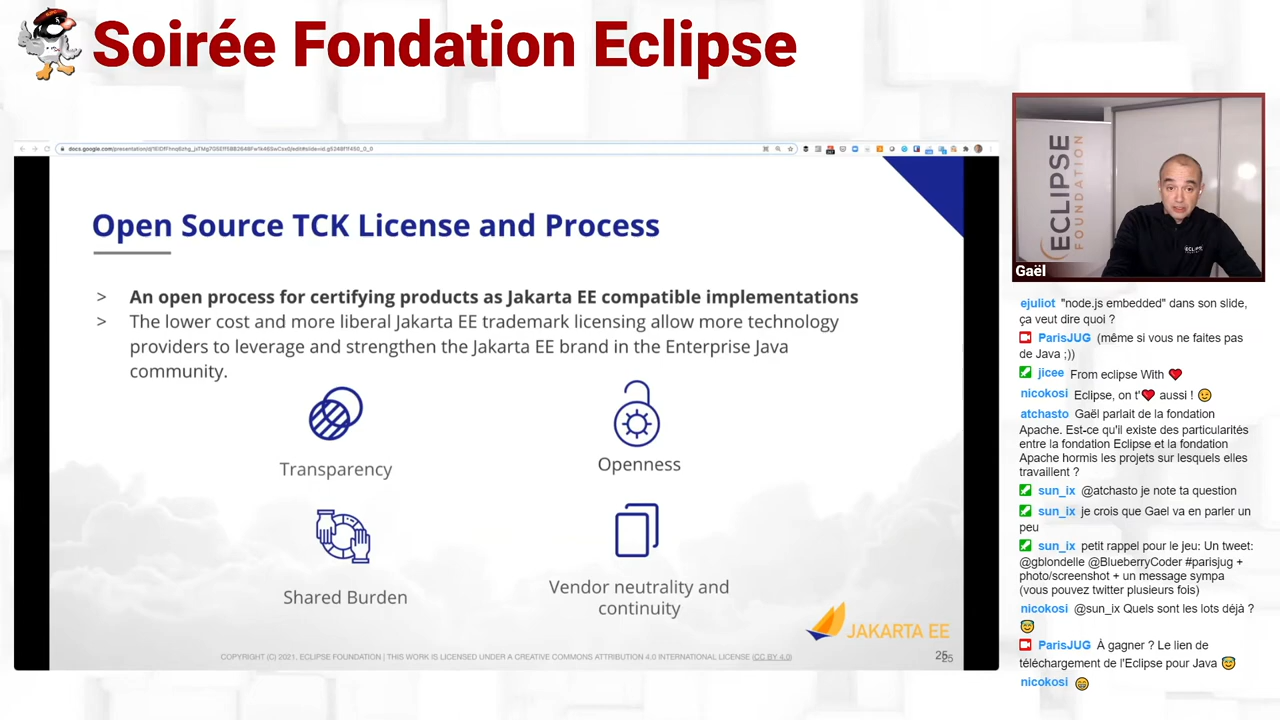 Soirée Fondation Eclipse
Open Source TCK License and Process
> An open process for certifying products as Jakarta EE compatible implementations
> The lower cost and more liberal Jakarta EE trademark licensing allow more technology
providers to leverage and strengthen the Jakarta EE brand in the Enterprise Java
community.
Transparency
Openness
Shared Burden
Vendor neutrality and
continuity
JAKARTA EE
COPYRIGHT (C) 2021, ECLIPSE FOUNDATION | THIS WORK IS LICENSED UNDER A CREATIVE COMMONS ATTRIBUTION 4.0 INTERNATIONAL LICENSE (CC BY 4.0)
25
ECLIPSE
FOUNDATION
ECLIPSE
Gaël
ejuliot "node.js embedded" dans son slide,
ça veut dire quoi ?
ParisJUG (même si vous ne faites pas
de Java ;))
jicee From eclipse With ❤
nicokosi Eclipse, on t'❤ aussi ! 😉
atchasto Gaël parlait de la fondation
Apache. Est-ce qu'il existe des particularités
entre la fondation Eclipse et la fondation
Apache hormis les projets sur lesquels elles
travaillent ?
sun_ix @atchasto je note ta question
sun_ix je crois que Gael va en parler un
peu
sun_ix petit rappel pour le jeu: Un tweet:
@gblondelle @BlueberryCoder #parisjug +
photo/screenshot + un message sympa
(vous pouvez twitter plusieurs fois)
nicokosi @sun_ix Quels sont les lots déjà ?
😇
ParisJUG À gagner ? Le lien de
téléchargement de l'Eclipse pour Java 😇
nicokosi 😁